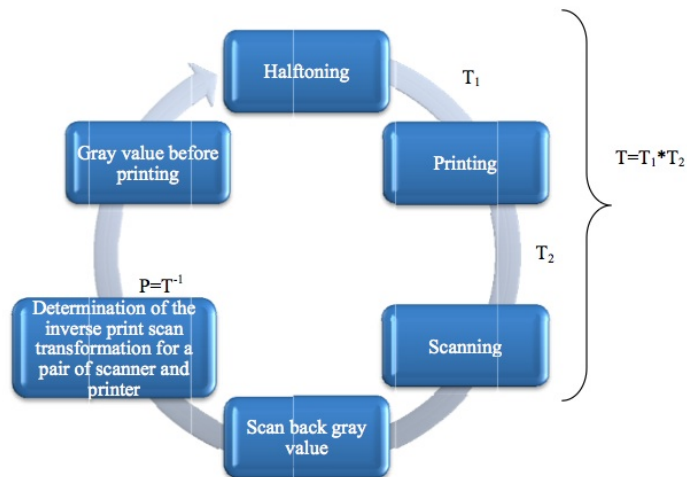 Halftoning
T₁
Gray value before
printing
Printing
T=T₁*T₂
T₂
P=T⁻¹
Determination of the
inverse print scan
transformation for a
pair of scanner and
printer
Scanning
Scan back gray
value